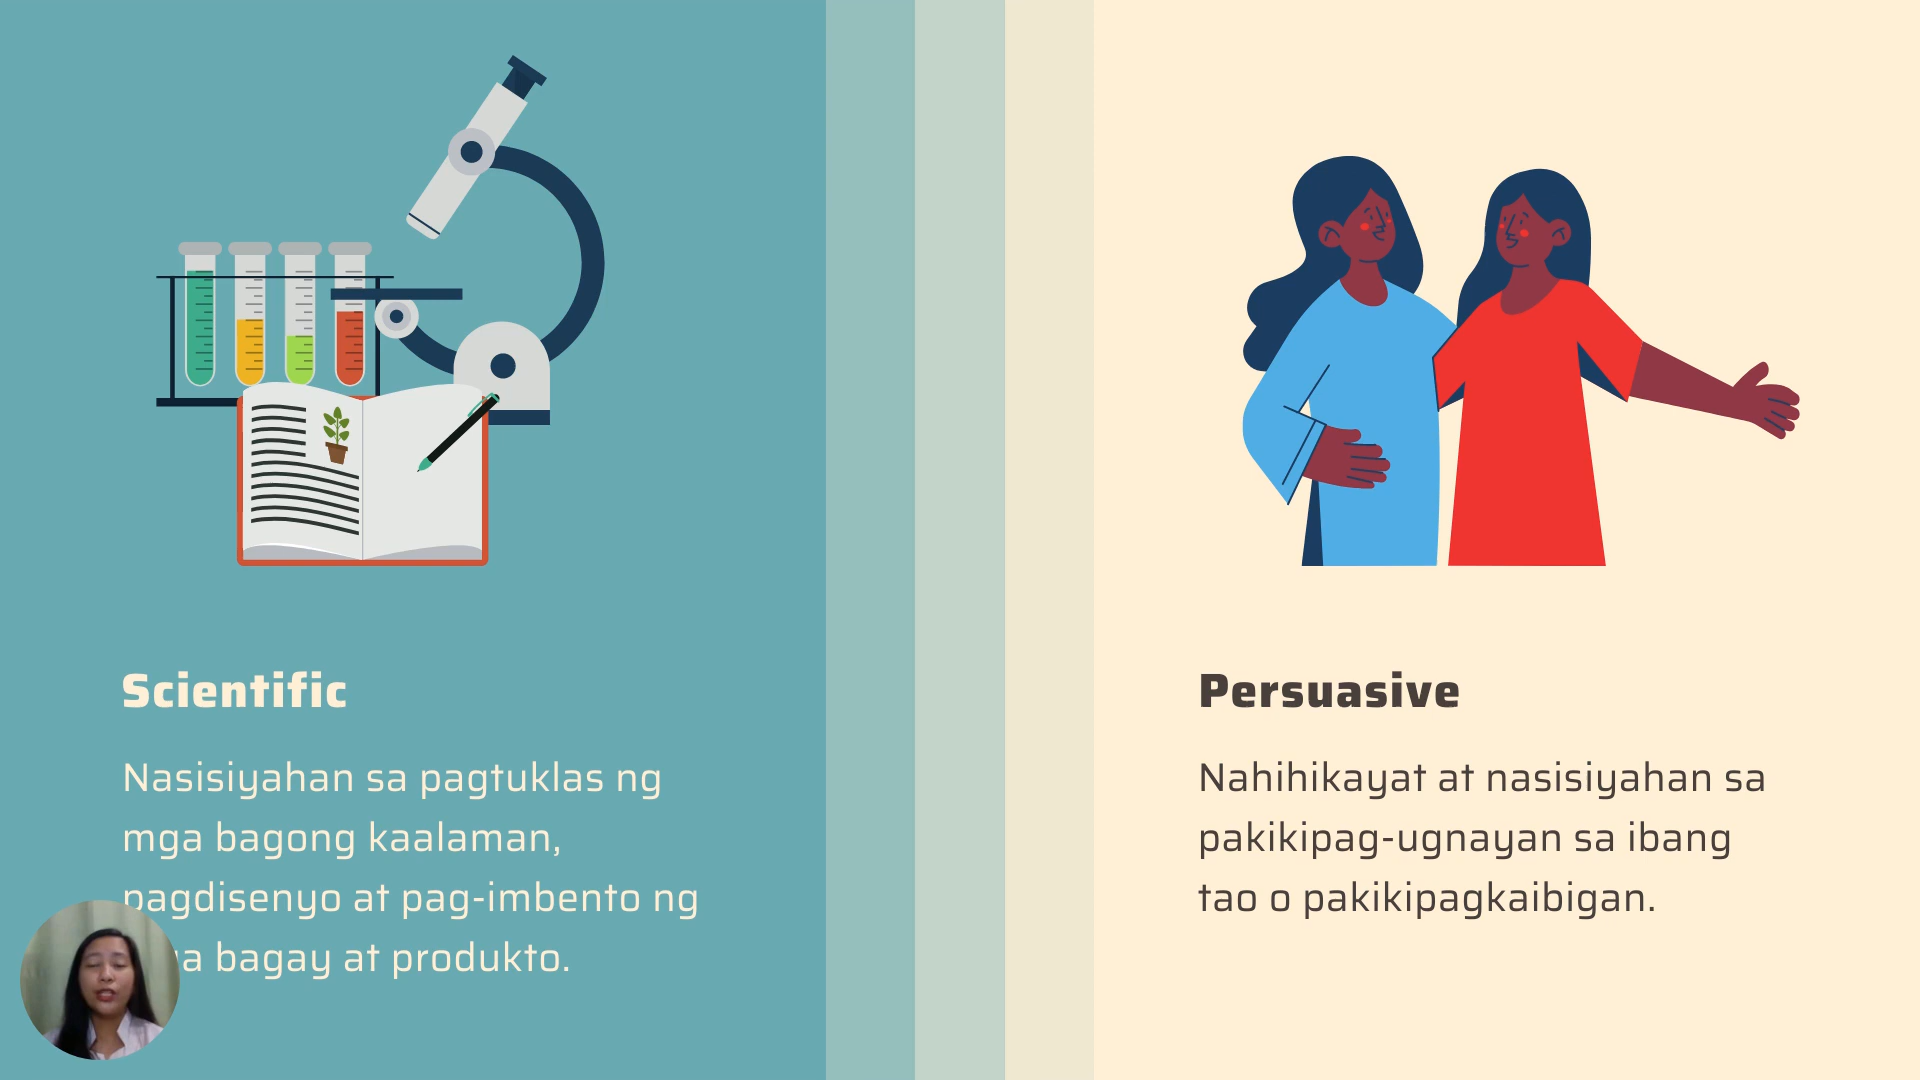 Scientific
Nasisiyahan sa pagtuklas ng
mga bagong kaalaman,
pagdisenyo at pag-imbento ng
bagay at produkto.
Persuasive
Nahihikayat at nasisiyahan sa
pakikipag-ugnayan sa ibang
tao o pakikipagkaibigan.